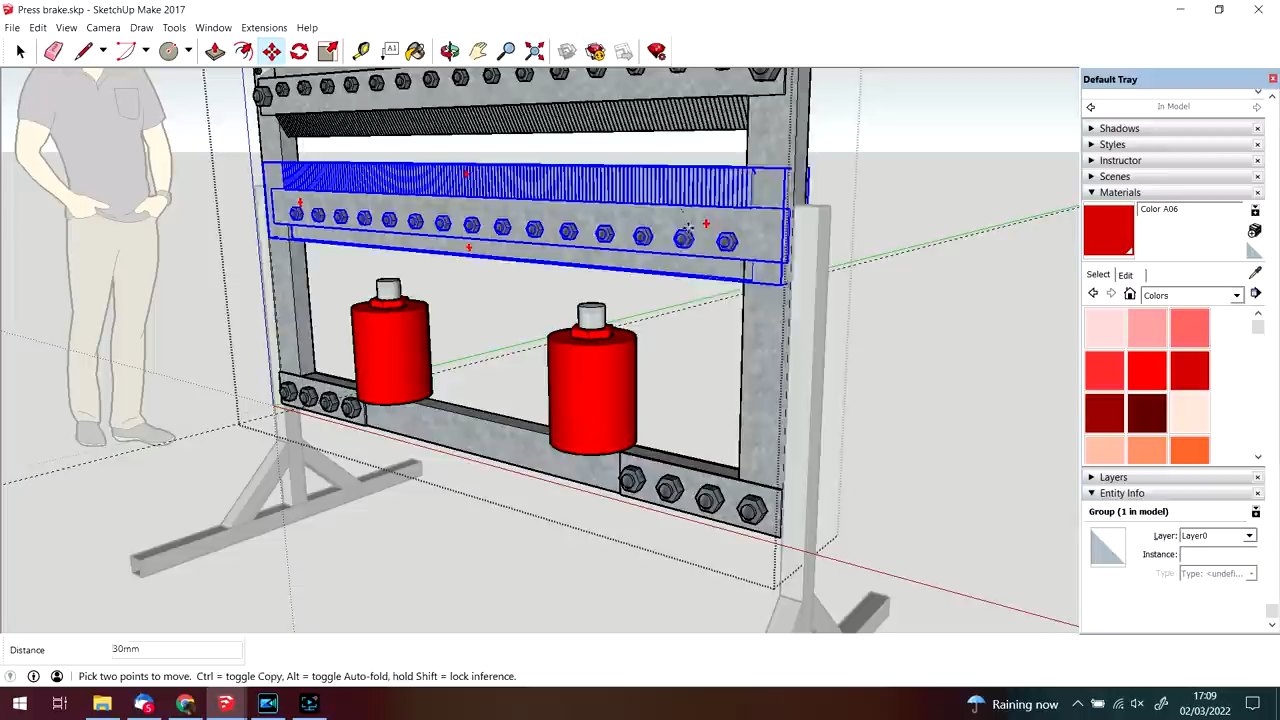 Press brake.skp - SketchUp Make 2017
File Edit View Camera Draw Tools Window Extensions Help
A1
Default Tray
In Model
Shadows
Styles
Instructor
Scenes
Materials
Color A06
Select Edit
Colors
Layers
Entity Info
Group (1 in model)
Layer: Layer0
Instance:
Type: Type: <undefi...
Distance 30mm
Pick two points to move. Ctrl = toggle Copy, Alt = toggle Auto-fold, hold Shift = lock inference.
S
Raining now
17:09
02/03/2022